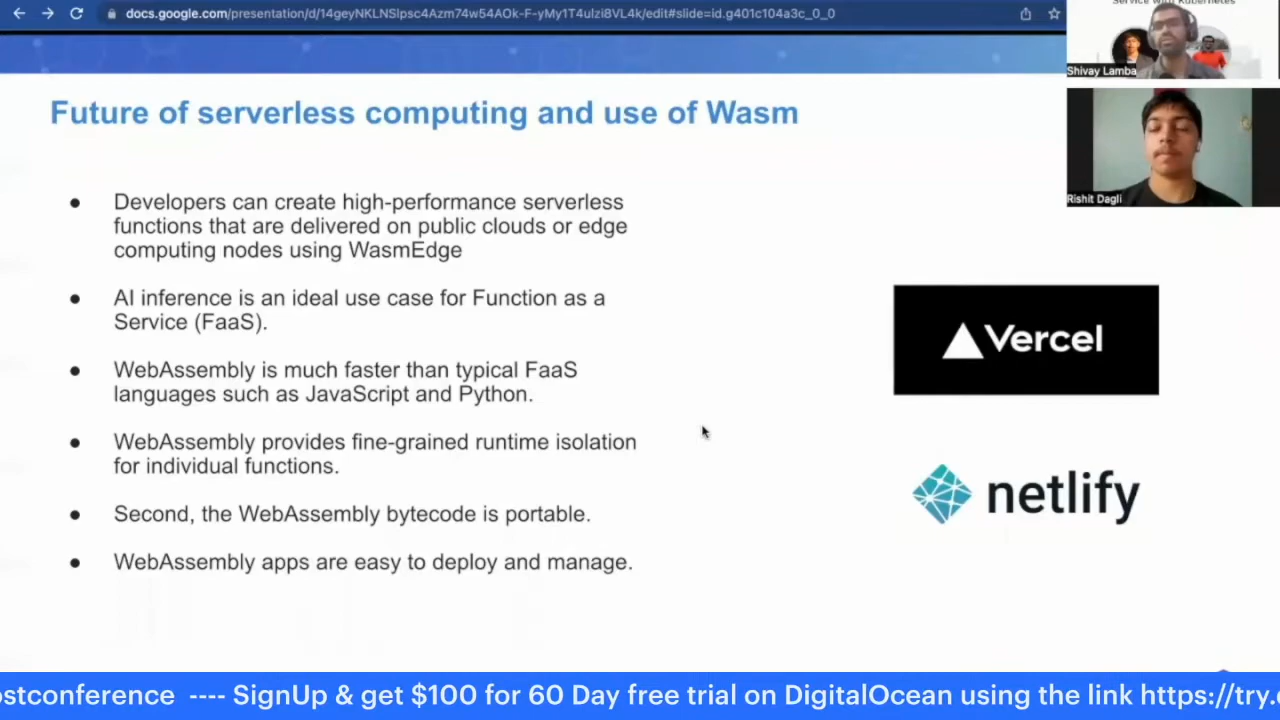 docs.google.com/presentation/d/14geyNKLNSlpsc4Azm74w54AOk-F-yMy1T4ulzi8VL4k/edit#slide=id.g401c104a3c_0_0
Service with Kubernetes
Shivay Lamba
Rishit Dagli
Future of serverless computing and use of Wasm
● Developers can create high-performance serverless
functions that are delivered on public clouds or edge
computing nodes using WasmEdge
● AI inference is an ideal use case for Function as a
Service (FaaS).
● WebAssembly is much faster than typical FaaS
languages such as JavaScript and Python.
● WebAssembly provides fine-grained runtime isolation
for individual functions.
● Second, the WebAssembly bytecode is portable.
● WebAssembly apps are easy to deploy and manage.
Vercel
netlify
ostconference ---- SignUp & get $100 for 60 Day free trial on DigitalOcean using the link https://try.